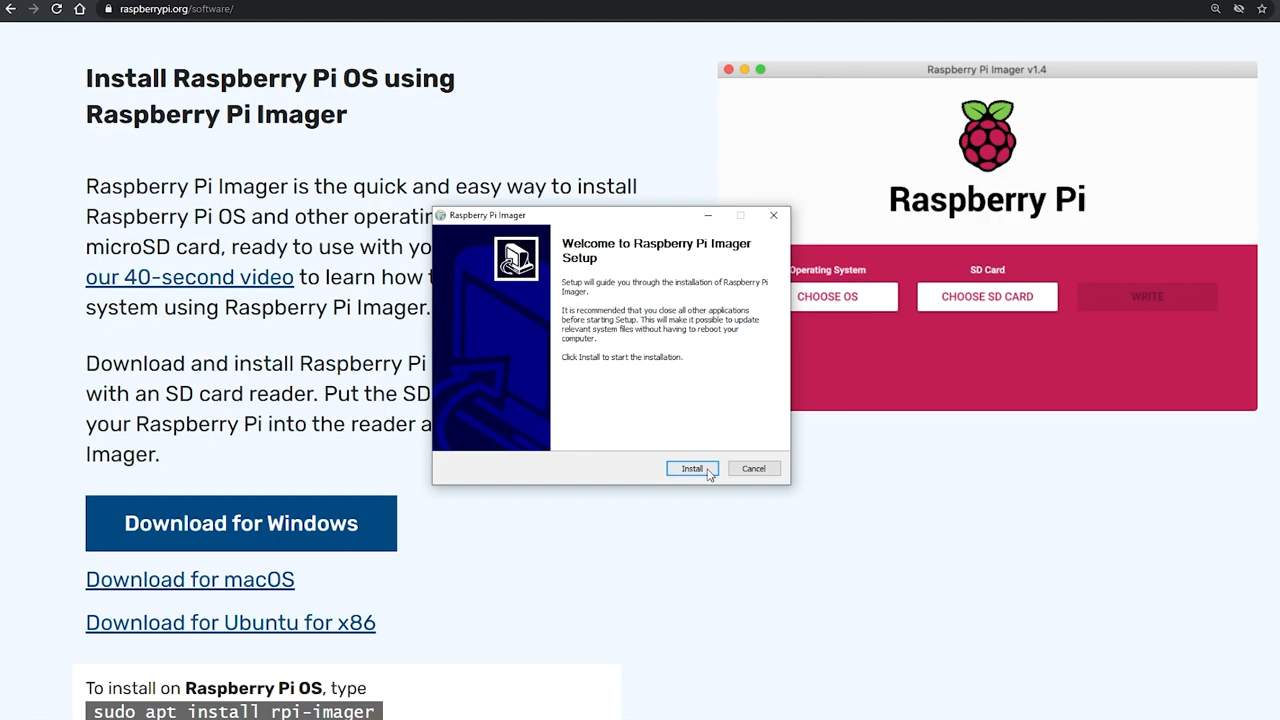 raspberrypi.org/software/
Install Raspberry Pi OS using
Raspberry Pi Imager
Raspberry Pi Imager is the quick and easy way to install
Raspberry Pi OS and other operati
microSD card, ready to use with yo
our 40-second video to learn how t
system using Raspberry Pi Imager.
Download and install Raspberry Pi
with an SD card reader. Put the SD
your Raspberry Pi into the reader a
Imager.
Download for Windows
Download for macOS
Download for Ubuntu for x86
To install on Raspberry Pi OS, type
sudo apt install rpi-imager
Raspberry Pi Imager
Welcome to Raspberry Pi Imager
Setup
Setup will guide you through the installation of Raspberry Pi
Imager.
It is recommended that you close all other applications
before starting Setup. This will make it possible to update
relevant system files without having to reboot your
computer.
Click Install to start the installation.
Install
Cancel
Raspberry Pi Imager v1.4
Raspberry Pi
Operating System
SD Card
CHOOSE OS
CHOOSE SD CARD
WRITE